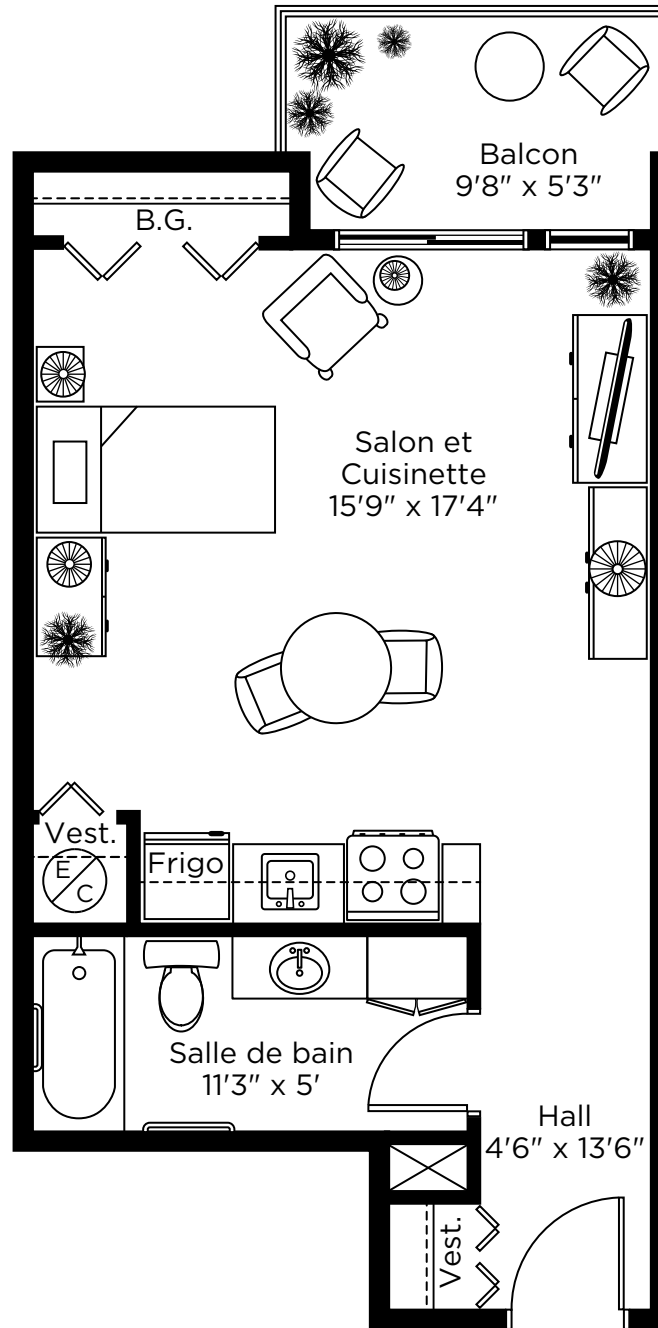 Balcon
9'8" x 5'3"
B.G.
Salon et
Cuisinette
15'9" x 17'4"
Vest.
E
C
Frigo
Salle de bain
11'3" x 5'
Hall
4'6" x 13'6"
Vest.